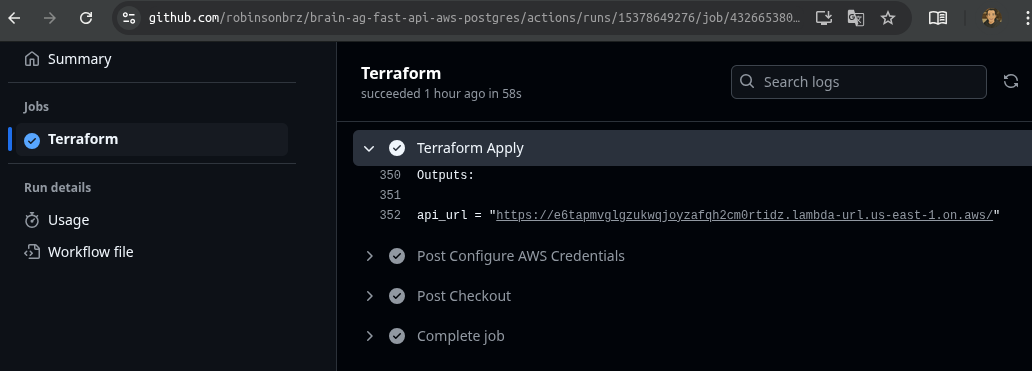 github.com/robinsonbrz/brain-ag-fast-api-aws-postgres/actions/runs/15378649276/job/432665380...
Summary
Jobs
Terraform
Run details
Usage
Workflow file
Terraform
succeeded 1 hour ago in 58s
Search logs
Terraform Apply
350 Outputs:
351
352 api_url = "https://e6tapmvglgzukwqjoyzafqh2cm0rtidz.lambda-url.us-east-1.on.aws/"
Post Configure AWS Credentials
Post Checkout
Complete job